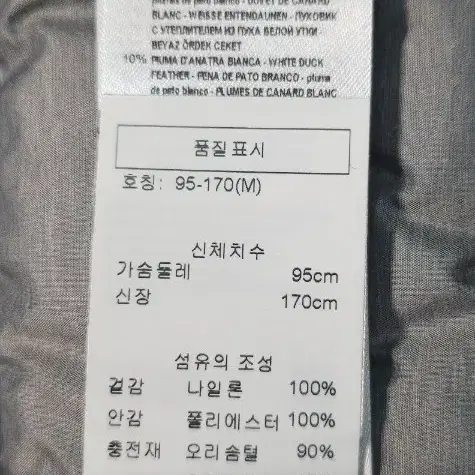 BLANC - WEISSE ENTENDAUNEN - ПУХОВИК
С УТЕПЛИТЕЛЕМ ИЗ ПУХА БЕЛОЙ УТКИ -
BEYAZ ÖRDEK CEKET
10% PIUMA D'ANATRA BIANCA - WHITE DUCK
FEATHER - PENA DE PATO BRANCO - pluma
de pato blanco - PLUMES DE CANARD BLANC
품질표시
호칭: 95-170(M)
신체치수
가슴둘레 95cm
신장 170cm
섬유의 조성
겉감 나일론 100%
안감 폴리에스터 100%
충전재 오리솜털 90%